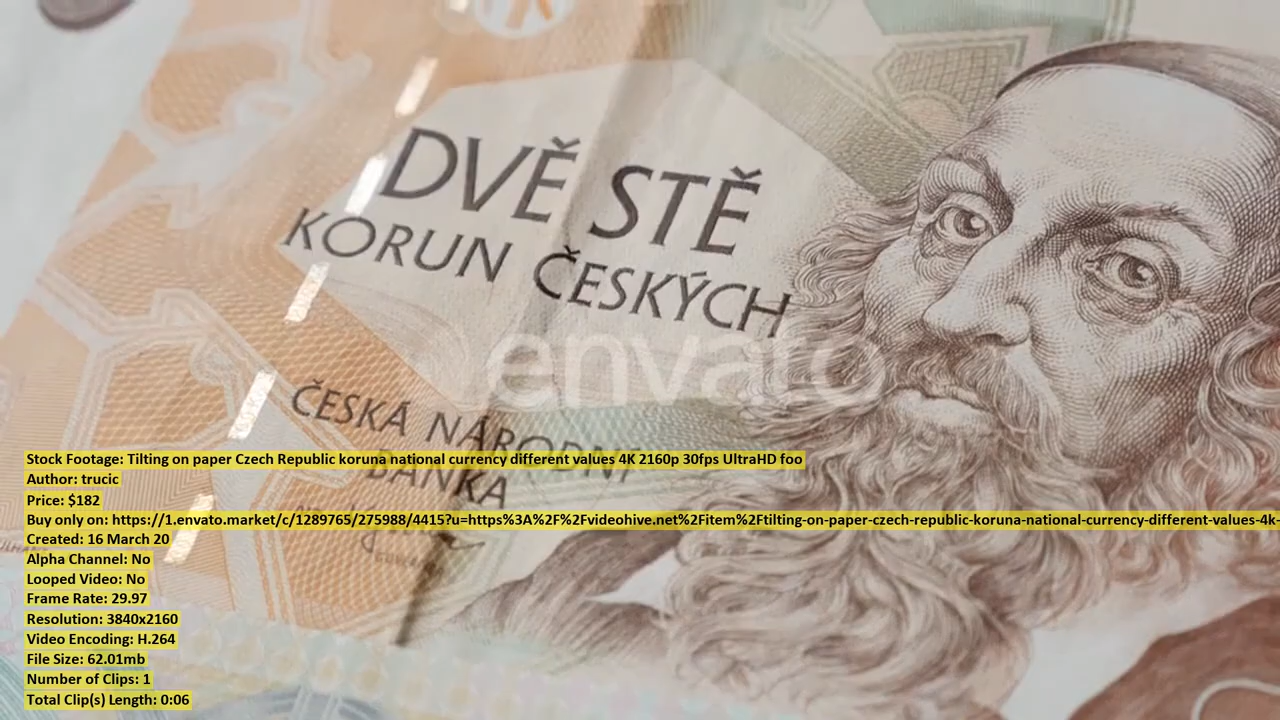 DVĚ STĚ
KORUN ČESKÝCH
envato
ČESKÁ NÁRODNÍ
BANKA
Stock Footage: Tilting on paper Czech Republic koruna national currency different values 4K 2160p 30fps UltraHD foo
Author: trucic
Price: $182
Buy only on: https://1.envato.market/c/1289765/275988/4415?u=https%3A%2F%2Fvideohive.net%2Fitem%2Ftilting-on-paper-czech-republic-koruna-national-currency-different-values-4k-
Created: 16 March 20
Alpha Channel: No
Looped Video: No
Frame Rate: 29.97
Resolution: 3840x2160
Video Encoding: H.264
File Size: 62.01mb
Number of Clips: 1
Total Clip(s) Length: 0:06